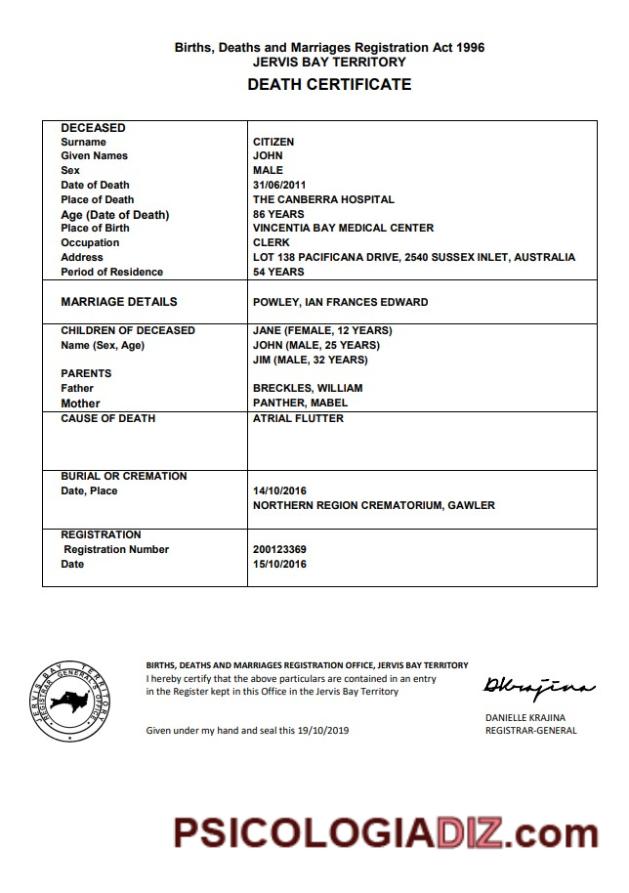 Births, Deaths and Marriages Registration Act 1996
JERVIS BAY TERRITORY
DEATH CERTIFICATE
DECEASED
Surname CITIZEN
Given Names JOHN
Sex MALE
Date of Death 31/06/2011
Place of Death THE CANBERRA HOSPITAL
Age (Date of Death) 86 YEARS
Place of Birth VINCENTIA BAY MEDICAL CENTER
Occupation CLERK
Address LOT 138 PACIFICANA DRIVE, 2540 SUSSEX INLET, AUSTRALIA
Period of Residence 54 YEARS
MARRIAGE DETAILS POWLEY, IAN FRANCES EDWARD
CHILDREN OF DECEASED JANE (FEMALE, 12 YEARS)
Name (Sex, Age) JOHN (MALE, 25 YEARS)
JIM (MALE, 32 YEARS)
PARENTS
Father BRECKLES, WILLIAM
Mother PANTHER, MABEL
CAUSE OF DEATH ATRIAL FLUTTER
BURIAL OR CREMATION
Date, Place 14/10/2016
NORTHERN REGION CREMATORIUM, GAWLER
REGISTRATION
Registration Number 200123369
Date 15/10/2016
JERVIS BAY TERRITORY
REGISTRAR GENERAL'S OFFICE
BIRTHS, DEATHS AND MARRIAGES REGISTRATION OFFICE, JERVIS BAY TERRITORY
I hereby certify that the above particulars are contained in an entry
in the Register kept in this Office in the Jervis Bay Territory
Given under my hand and seal this 19/10/2019
DKrajina
DANIELLE KRAJINA
REGISTRAR-GENERAL
PSICOLOGIADIZ.com